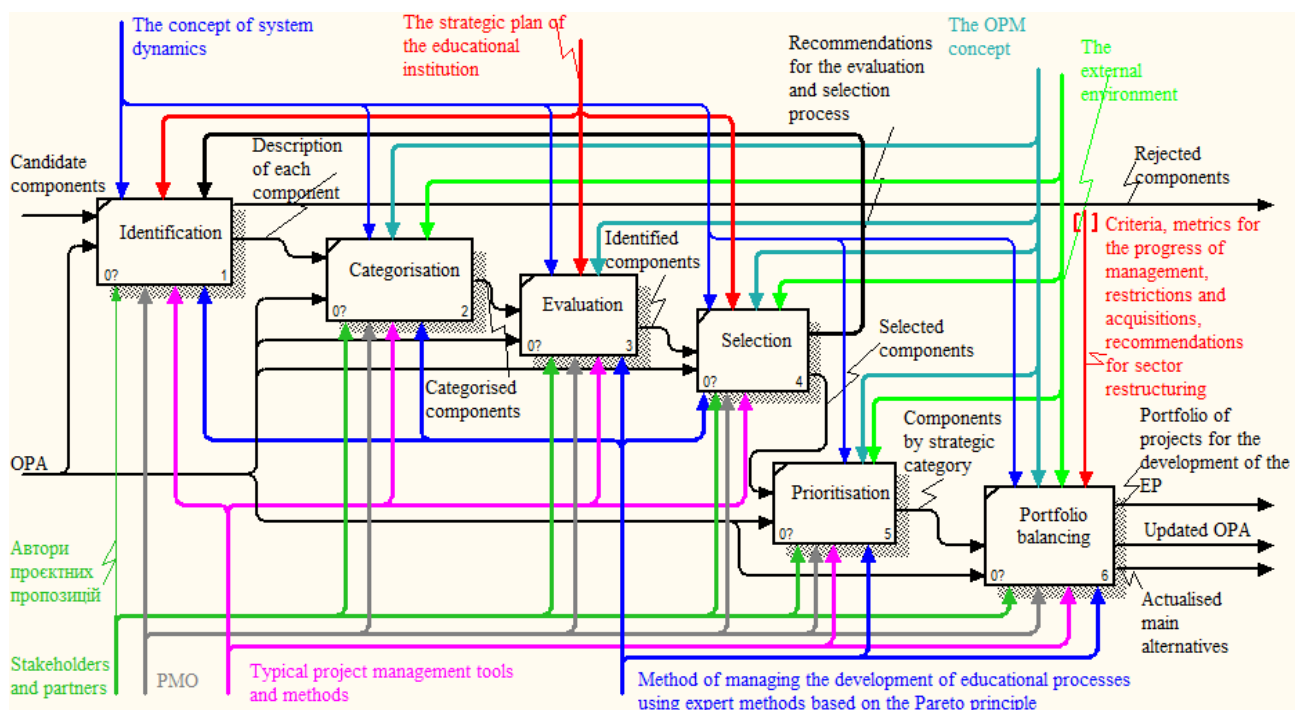 The concept of system
dynamics
The strategic plan of
the educational
institution
Recommendations
for the evaluation
and selection
process
The OPM
concept
The
external
environment
Candidate
components
Description
of each
component
Rejected
components
Identification
0?
1
Categorisation
0?
2
Identified
components
Evaluation
0?
3
Criteria, metrics for
the progress of
management,
restrictions and
acquisitions,
recommendations
for sector
restructuring
Selection
0?
4
Selected
components
Categorised
components
Components
by strategic
category
Portfolio of
projects for the
development of the
EP
OPA
Prioritisation
0?
5
Portfolio
balancing
0?
6
Updated OPA
Автори
проєктних
пропозицій
Actualised
main
alternatives
Stakeholders
and partners
PMO
Typical project management tools
and methods
Method of managing the development of educational processes
using expert methods based on the Pareto principle